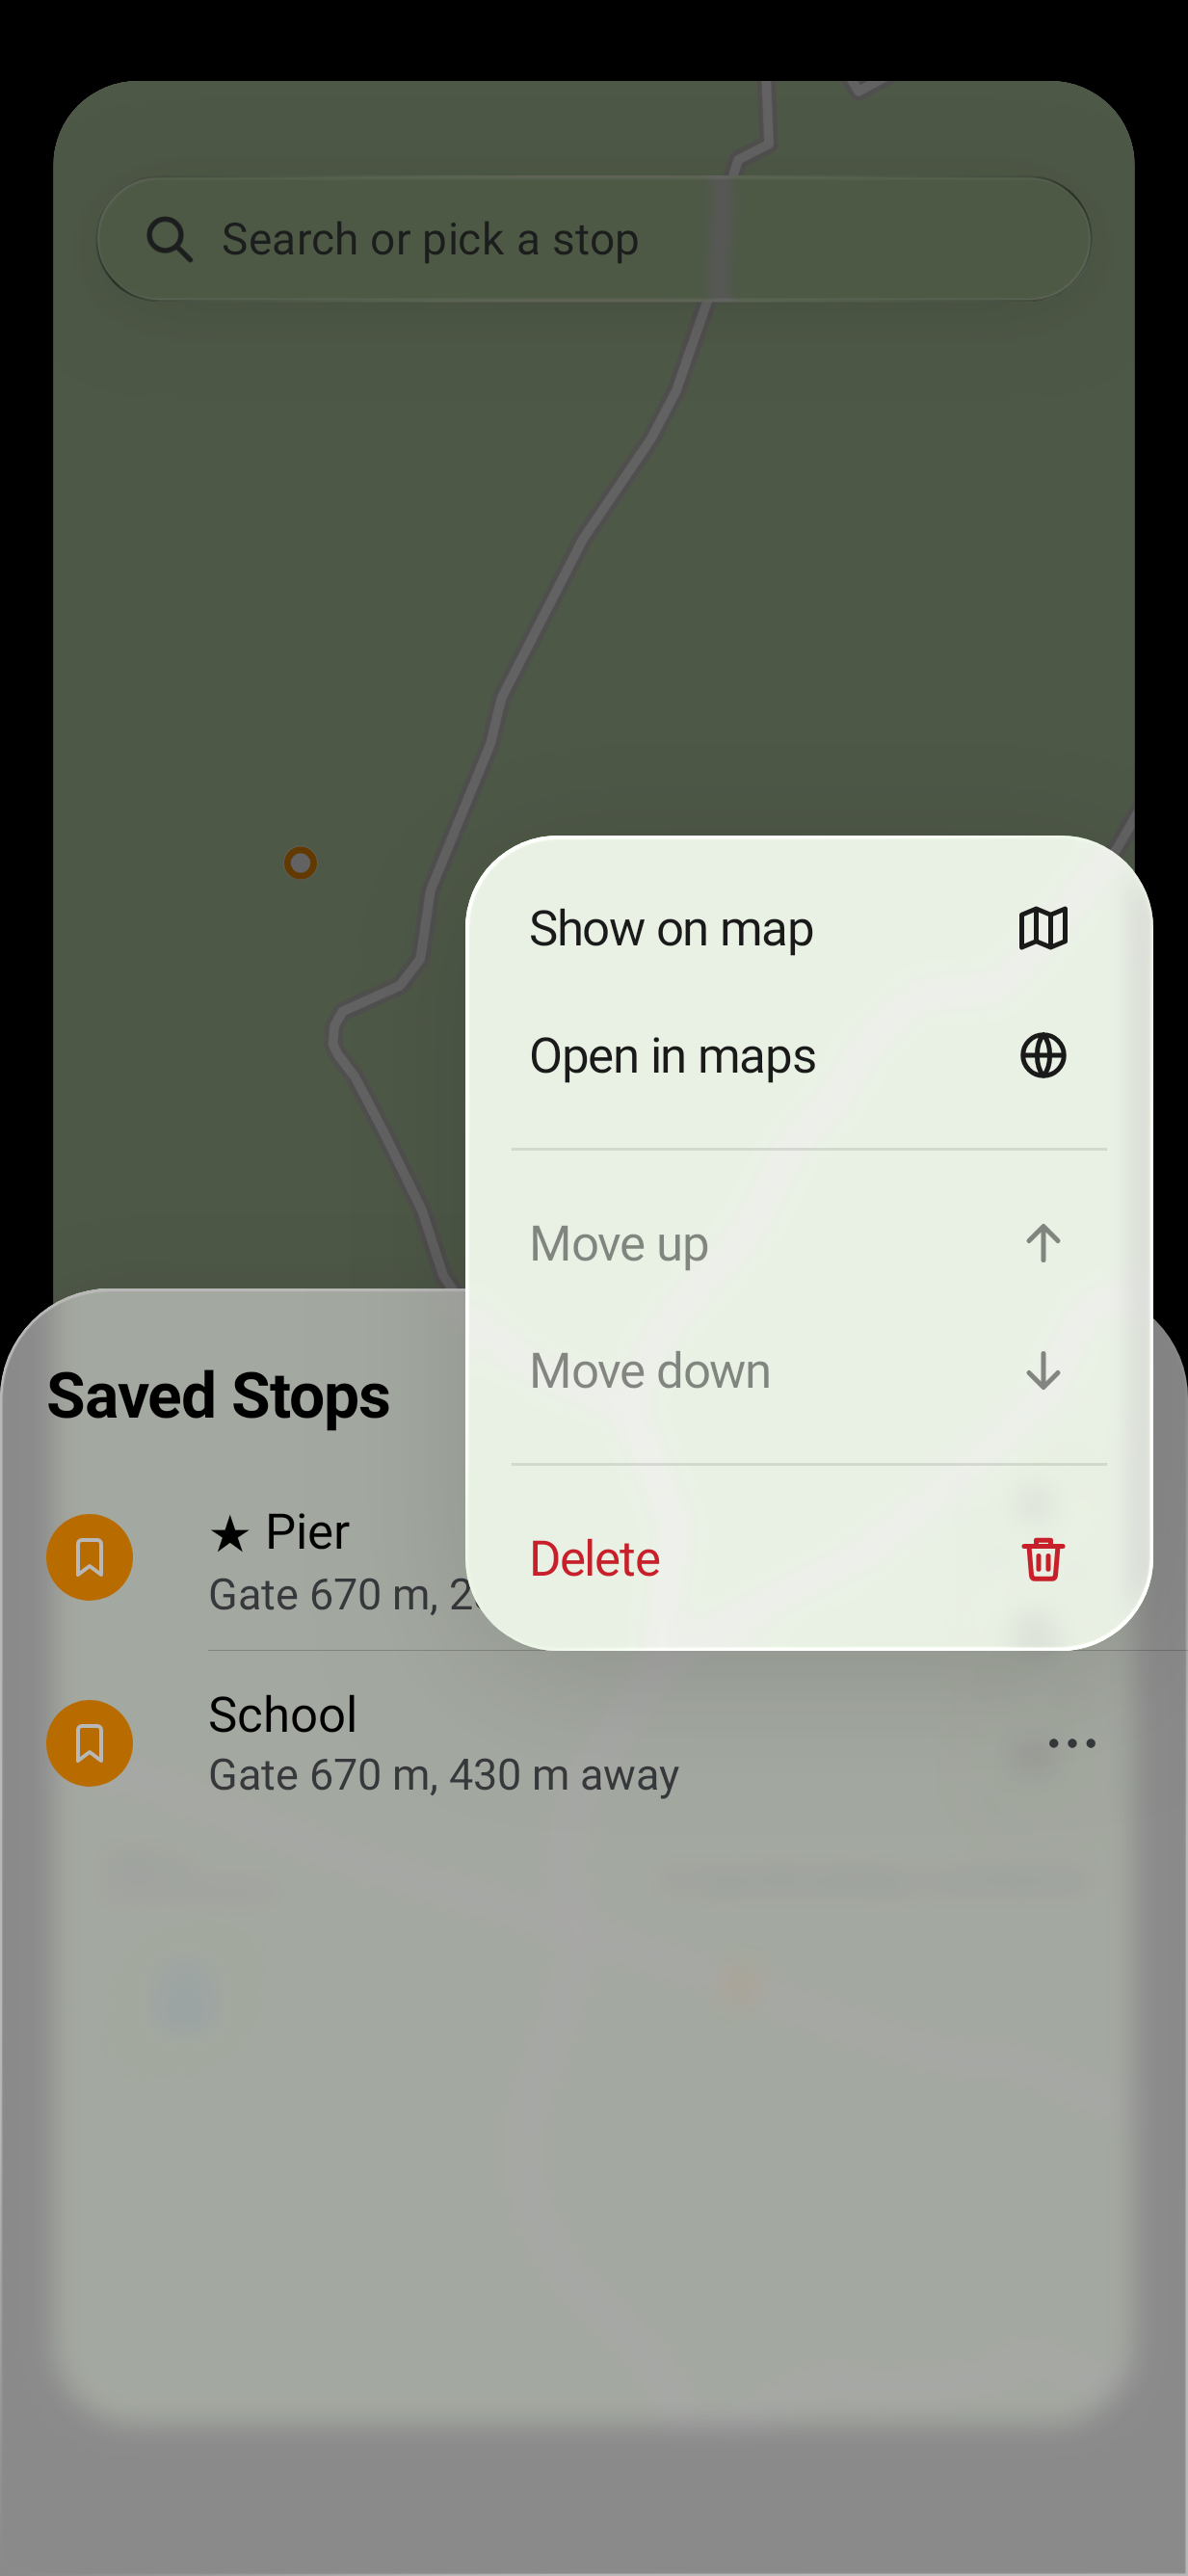 Search or pick a stop
Show on map
Open in maps
Move up
Move down
Delete
Saved Stops
★ Pier
Gate 670 m,
School
Gate 670 m, 430 m away